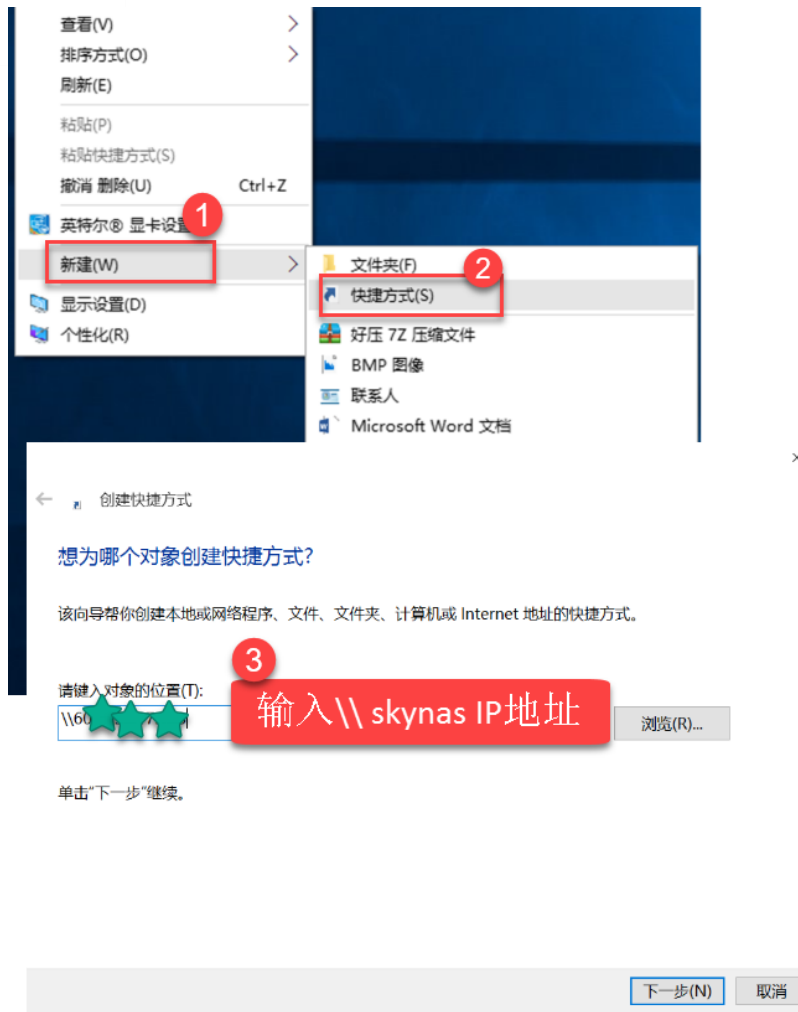 查看(V)
排序方式(O)
刷新(E)
粘贴(P)
粘贴快捷方式(S)
撤消 删除(U) Ctrl+Z
1
英特尔® 显卡设置
新建(W)
2
文件夹(F)
快捷方式(S)
显示设置(D)
个性化(R)
好压 7Z 压缩文件
BMP 图像
联系人
Microsoft Word 文档
创建快捷方式
想为哪个对象创建快捷方式?
该向导帮你创建本地或网络程序、文件、文件夹、计算机或 Internet 地址的快捷方式。
3
请键入对象的位置(T):
\\60
输入\\ skynas IP地址
浏览(R)...
单击"下一步"继续。
下一步(N)
取消